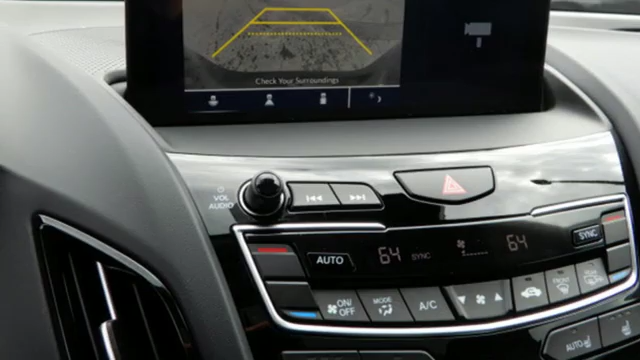 Check Your Surroundings
VOL
AUDIO
AUTO
64 SYNC 64
SYNC
ON/
OFF
MODE
A/C
AUTO